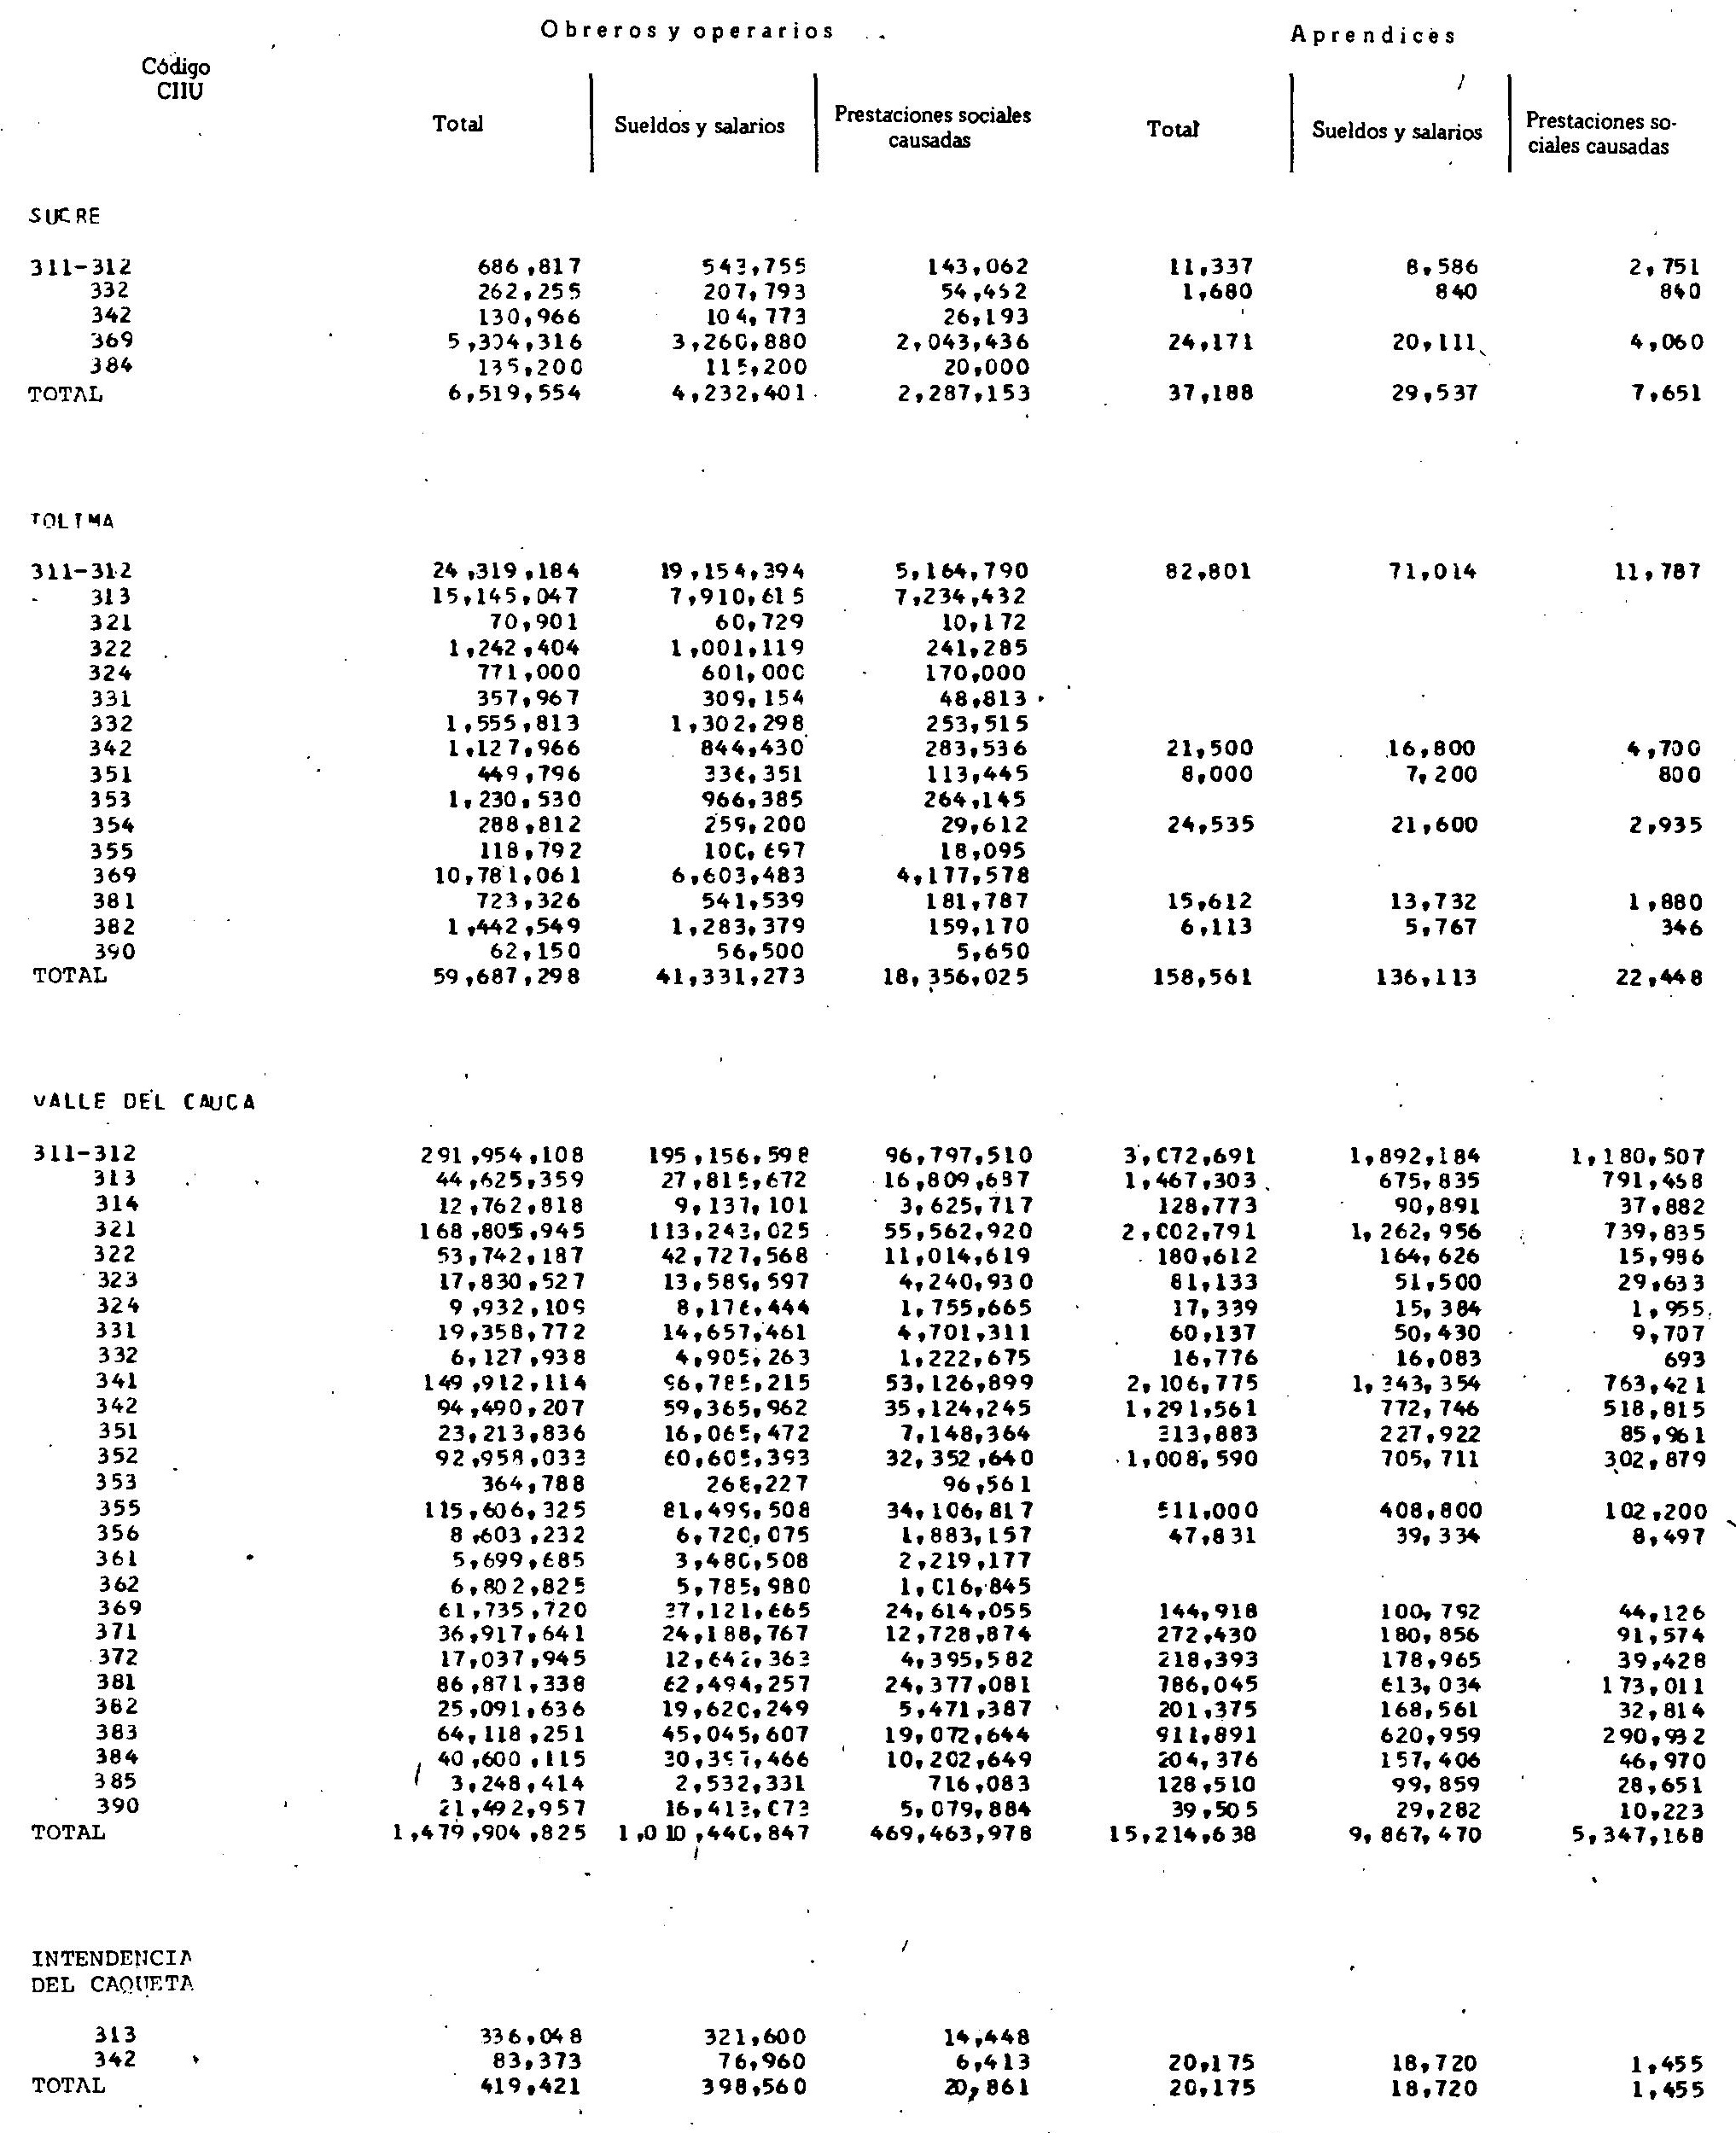 Obreros y operarios Aprendices
Código
CIIU
Total Sueldos y salarios Prestaciones sociales causadas Total Sueldos y salarios Prestaciones so-
ciales causadas
SUCRE
311-312 686,817 543,755 143,062 11,337 8,586 2,751
332 262,255 207,793 54,462 1,680 840 840
342 130,966 104,773 26,193
369 5,304,316 3,260,880 2,043,436 24,171 20,111 4,060
384 135,200 115,200 20,000
TOTAL 6,519,554 4,232,401 2,287,153 37,188 29,537 7,651
TOLIMA
311-312 24,319,184 19,154,394 5,164,790 82,801 71,014 11,787
313 15,145,047 7,910,615 7,234,432
321 70,901 60,729 10,172
322 1,242,404 1,001,119 241,285
324 771,000 601,000 170,000
331 357,967 309,154 48,813
332 1,555,813 1,302,298 253,515
342 1,127,966 844,430 283,536 21,500 16,800 4,700
351 449,796 336,351 113,445 8,000 7,200 800
353 1,230,530 966,385 264,145
354 288,812 259,200 29,612 24,535 21,600 2,935
355 118,792 100,697 18,095
369 10,781,061 6,603,483 4,177,578
381 723,326 541,539 181,787 15,612 13,732 1,880
382 1,442,549 1,283,379 159,170 6,113 5,767 346
390 62,150 56,500 5,650
TOTAL 59,687,298 41,331,273 18,356,025 158,561 136,113 22,448
VALLE DEL CAUCA
311-312 291,954,108 195,156,598 96,797,510 3,072,691 1,892,184 1,180,507
313 44,625,359 27,815,672 16,809,687 1,467,303 675,835 791,468
314 12,762,818 9,137,101 3,625,717 128,773 90,891 37,882
321 168,805,945 113,243,025 55,562,920 2,002,791 1,262,956 739,835
322 53,742,187 42,727,568 11,014,619 180,612 164,626 15,986
323 17,830,527 13,589,597 4,240,930 81,133 51,500 29,633
324 9,932,109 8,176,444 1,755,665 17,339 15,384 1,955
331 19,358,772 14,657,461 4,701,311 60,137 50,430 9,707
332 6,127,938 4,905,263 1,222,675 16,776 16,083 693
341 149,912,114 96,785,215 53,126,899 2,106,775 1,343,354 763,421
342 94,490,207 59,365,962 35,124,245 1,291,561 772,746 518,815
351 23,213,836 16,065,472 7,148,364 313,883 227,922 85,961
352 92,958,033 60,605,393 32,352,640 1,008,590 705,711 302,879
353 364,788 268,227 96,561
355 115,606,325 81,499,508 34,106,817 511,000 408,800 102,200
356 8,603,232 6,720,075 1,883,157 47,831 39,334 8,497
361 5,699,685 3,480,508 2,219,177
362 6,802,825 5,785,980 1,016,845
369 61,735,720 37,121,665 24,614,055 144,918 100,792 44,126
371 36,917,641 24,188,767 12,728,874 272,430 180,856 91,574
372 17,037,945 12,642,363 4,395,582 218,393 178,965 39,428
381 86,871,338 62,494,257 24,377,081 786,045 613,034 173,011
382 25,091,636 19,620,249 5,471,387 201,375 168,561 32,814
383 64,118,251 45,045,607 19,072,644 911,891 620,959 290,932
384 40,600,115 30,397,466 10,202,649 204,376 157,406 46,970
385 3,248,414 2,532,331 716,083 128,510 99,859 28,651
390 21,492,957 16,413,073 5,079,884 39,505 29,282 10,223
TOTAL 1,479,904,825 1,010,440,847 469,463,978 15,214,638 9,867,470 5,347,168
INTENDENCIA
DEL CAQUETA
313 336,048 321,600 14,448
342 83,373 76,960 6,413 20,175 18,720 1,455
TOTAL 419,421 398,560 20,861 20,175 18,720 1,455